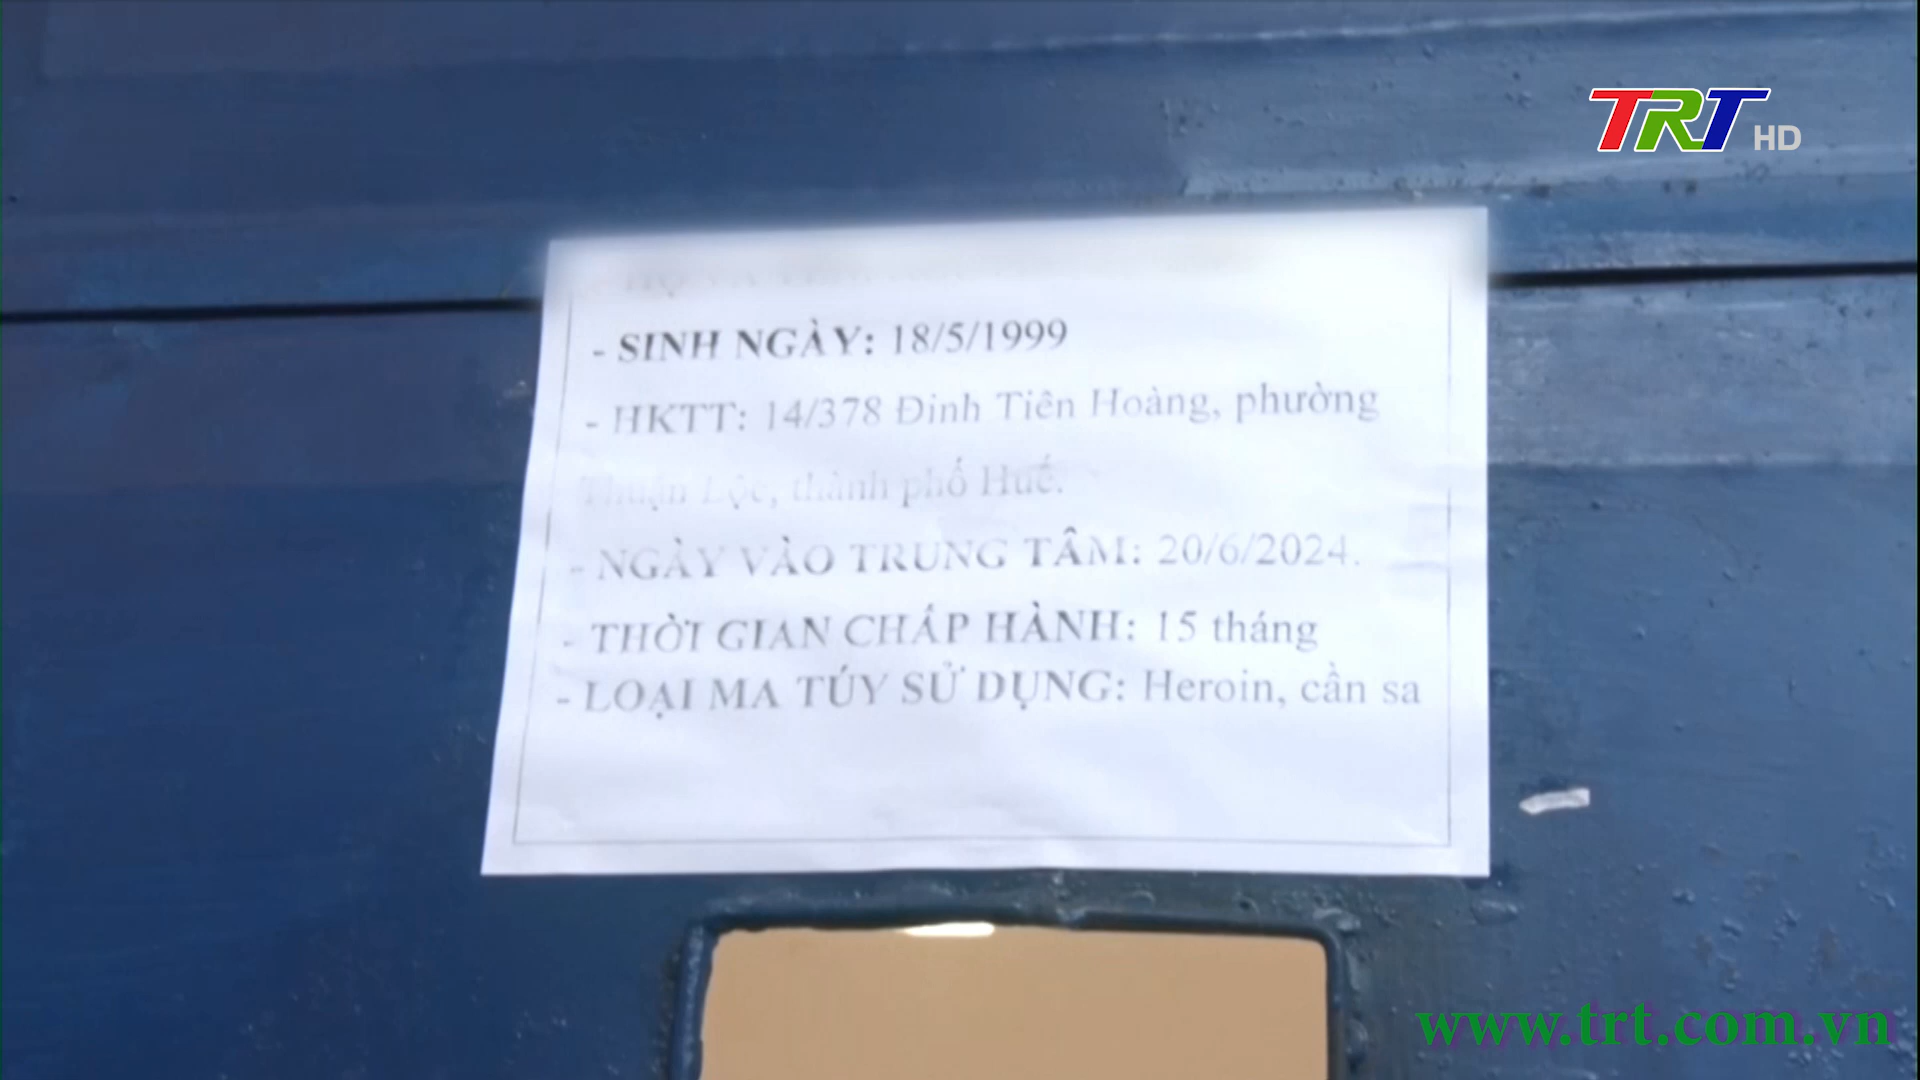 TRT HD
- SINH NGÀY: 18/5/1999
- HKTT: 14/378 Đinh Tiên Hoàng, phường
Thuận Lộc, thành phố Huế.
- NGÀY VÀO TRUNG TÂM: 20/6/2024.
- THỜI GIAN CHẤP HÀNH: 15 tháng
- LOẠI MA TÚY SỬ DỤNG: Heroin, cần sa
www.trt.com.vn